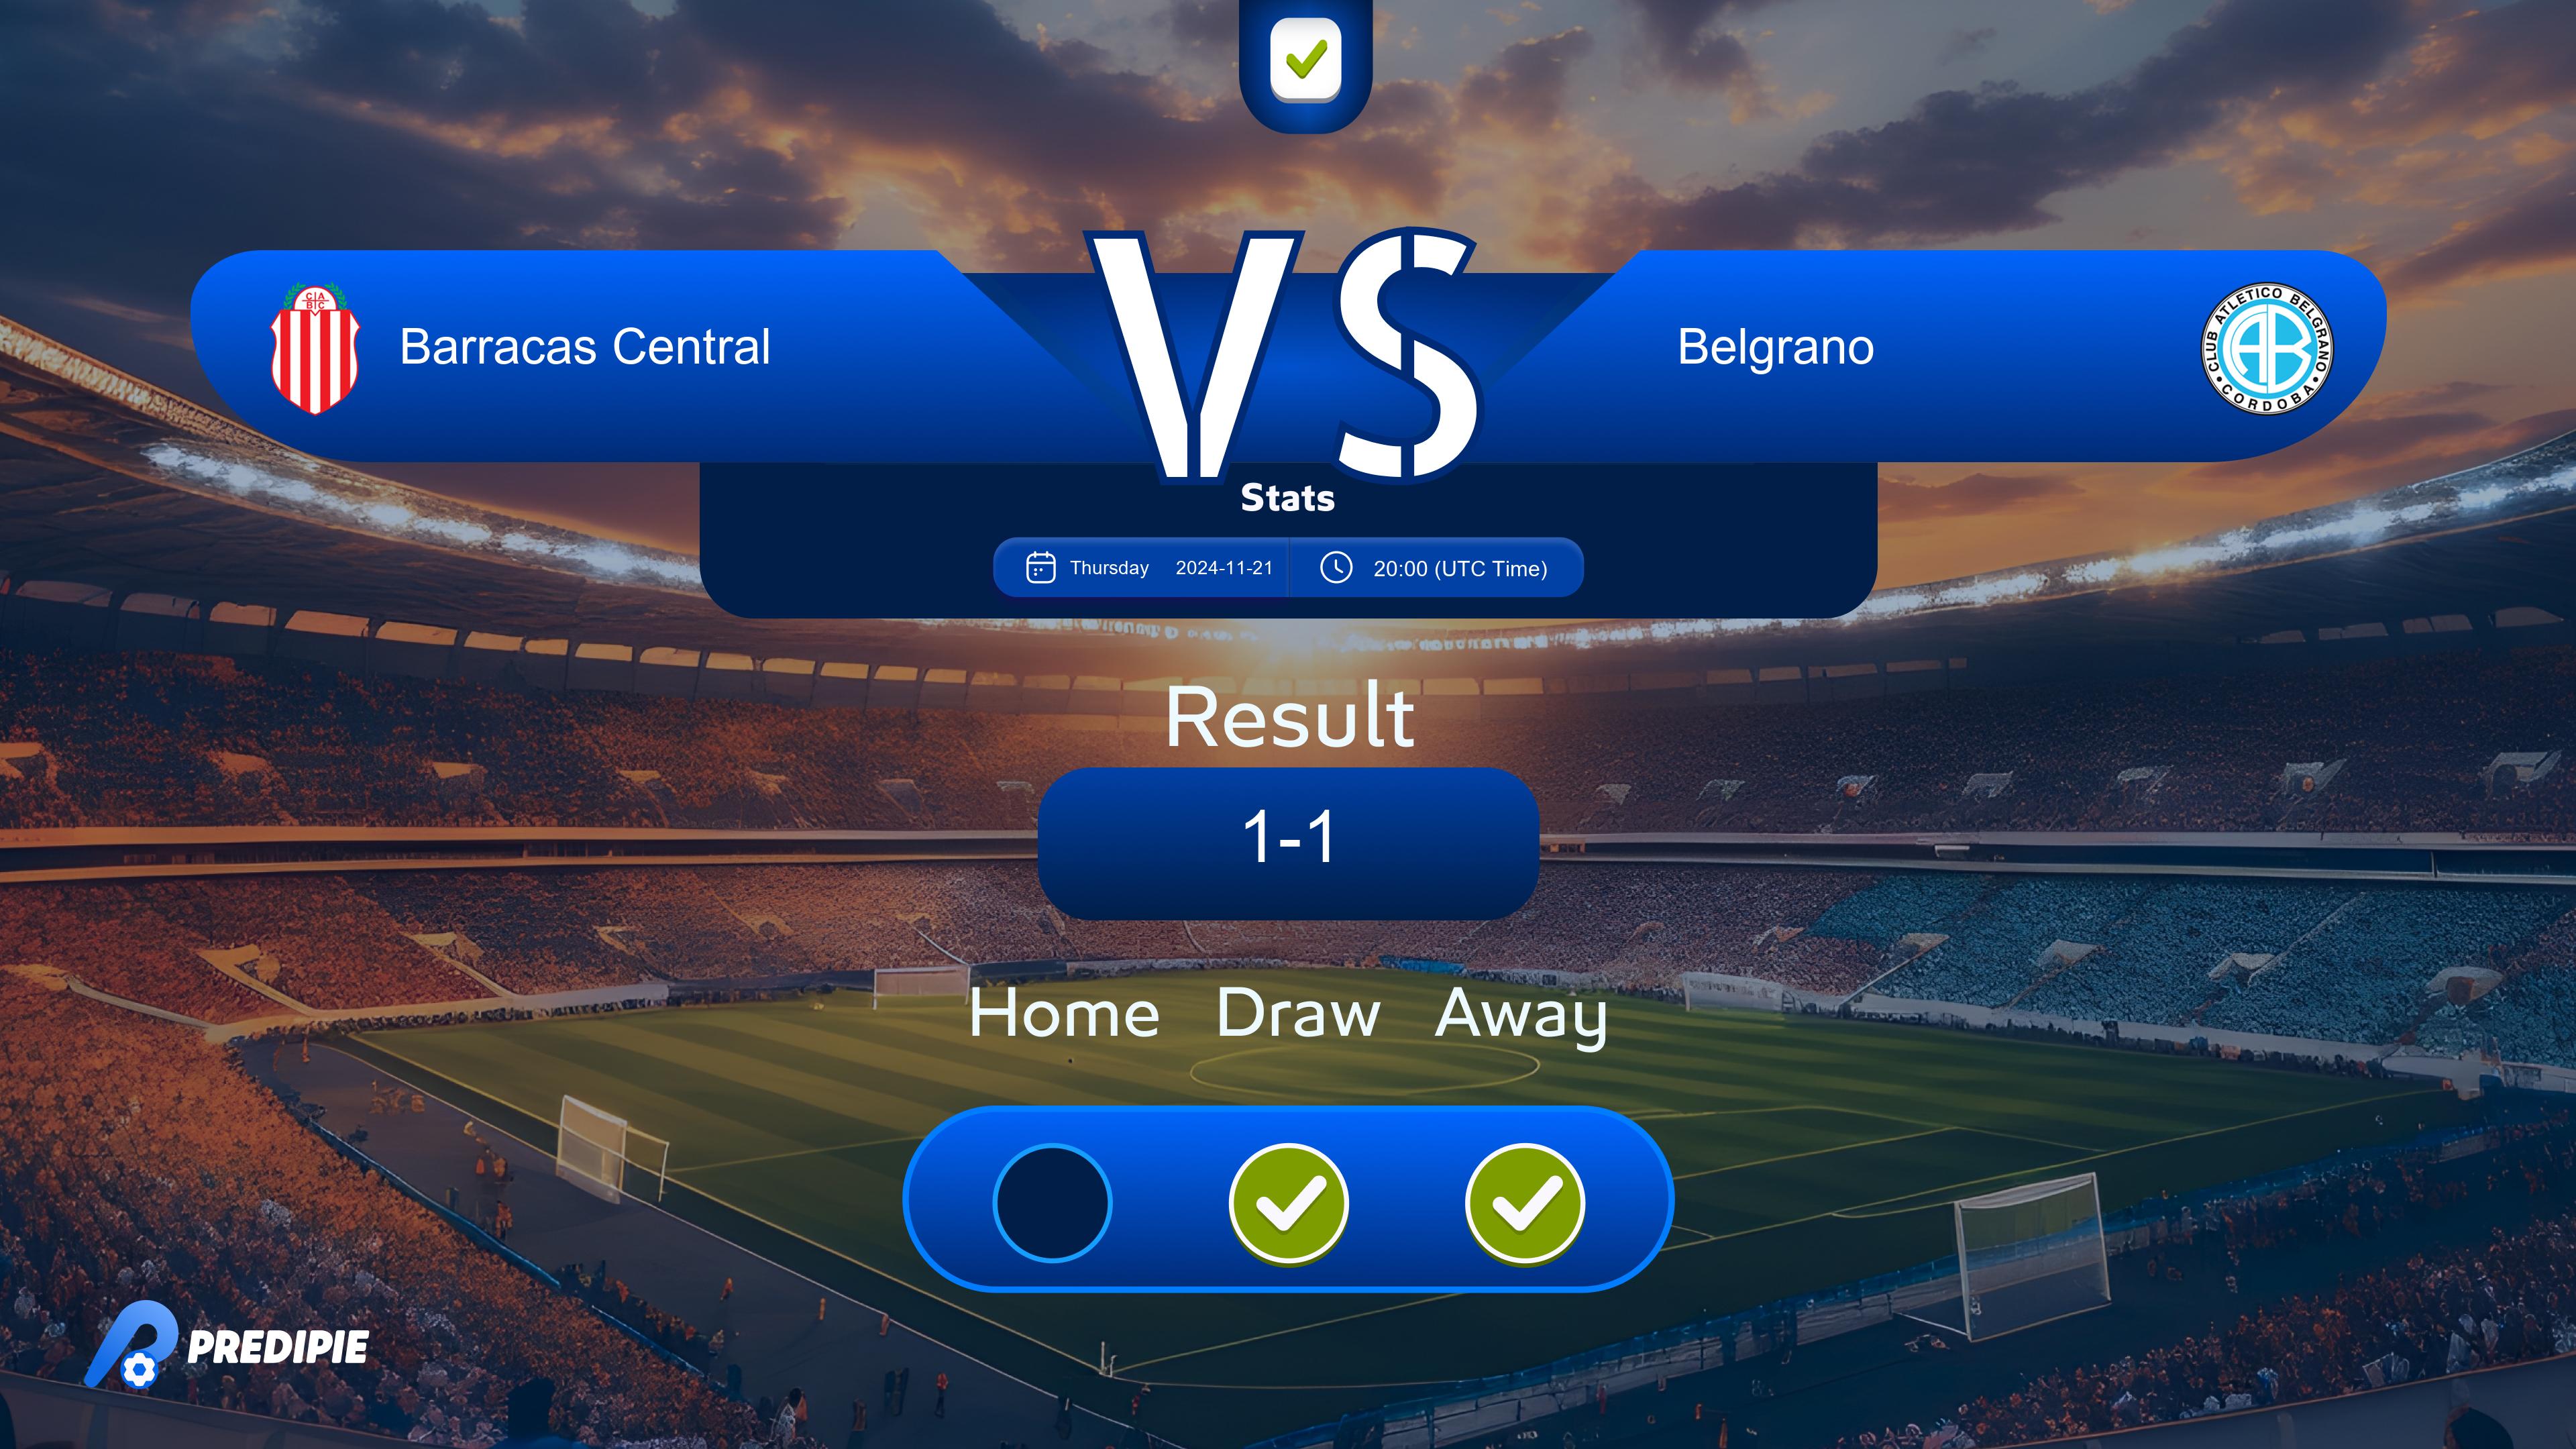 VS
Barracas Central
Belgrano
CABC
CLUB ATLETICO BELGRANO
CORDOBA
Stats
Thursday 2024-11-21 20:00 (UTC Time)
Result
1-1
Home Draw Away
PREDIPIE